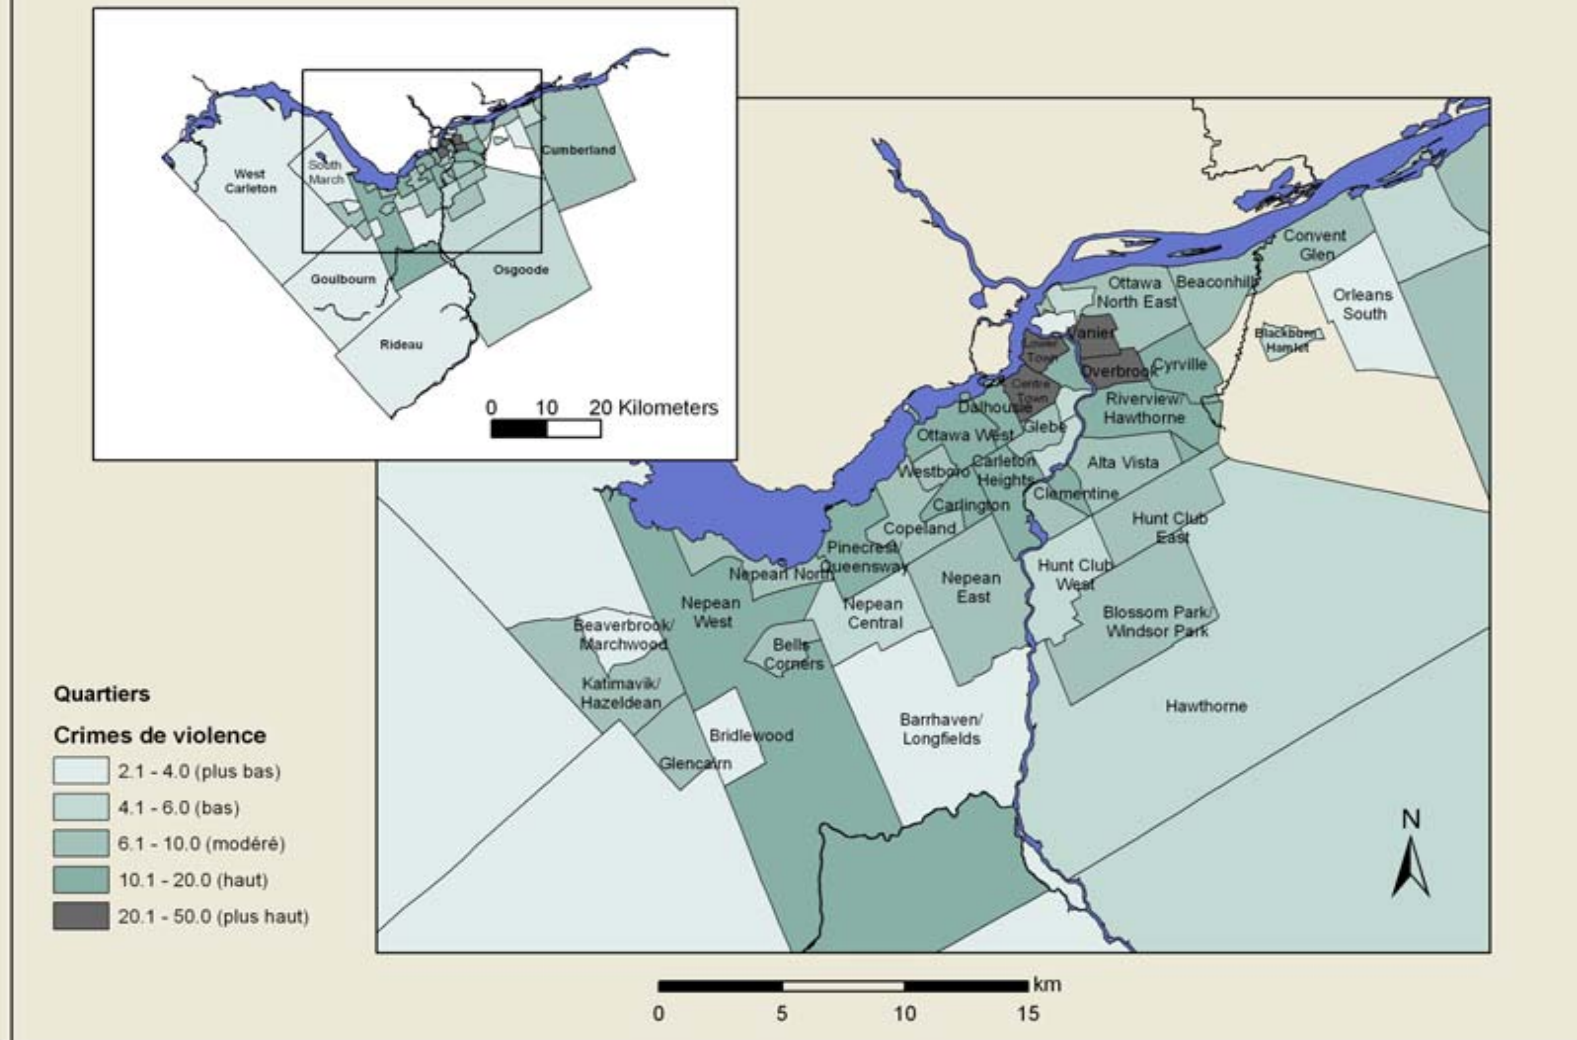 West
Carleton
South
March
Cumberland
Goulbourn
Osgoode
Rideau
0 10 20 Kilometers
Convent
Glen
Ottawa
North East
Beaconhill
Orleans
South
Vanier
Blackburn
Hamlet
Lower
Town
Overbrook
Cyrville
Centre
Town
Dalhousie
Riverview/
Hawthorne
Glebe
Ottawa West
Westboro
Carleton
Heights
Alta Vista
Clementine
Carlington
Copeland
Hunt Club
East
Pinecrest/
Queensway
Nepean North
Nepean
East
Hunt Club
West
Nepean
West
Nepean
Central
Blossom Park/
Windsor Park
Beaverbrook/
Marchwood
Bells
Corners
Katimavik/
Hazeldean
Hawthorne
Barrhaven/
Longfields
Bridlewood
Glencairn
Quartiers
Crimes de violence
2.1 - 4.0 (plus bas)
4.1 - 6.0 (bas)
6.1 - 10.0 (modéré)
10.1 - 20.0 (haut)
20.1 - 50.0 (plus haut)
N
km
0 5 10 15